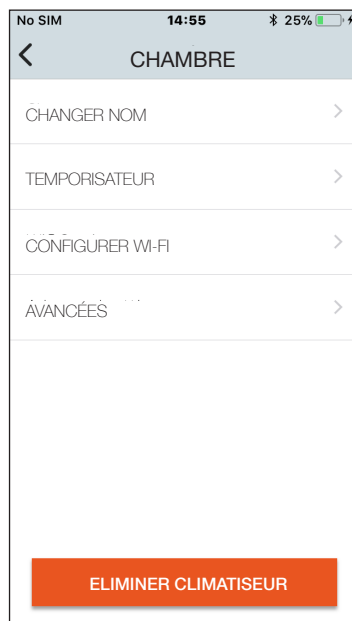 No SIM 14:55 25%
CHAMBRE
CHANGER NOM
TEMPORISATEUR
CONFIGURER WI-FI
AVANCÉES
ELIMINER CLIMATISEUR